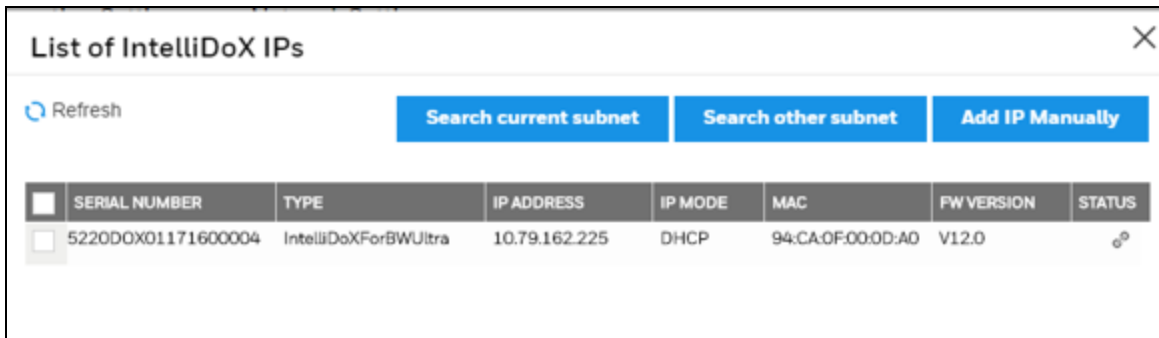 List of IntelliDoX IPs
Refresh
Search current subnet Search other subnet Add IP Manually
SERIAL NUMBER TYPE IP ADDRESS IP MODE MAC FW VERSION STATUS
5220DOX01171600004 IntelliDoXForBWUltra 10.79.162.225 DHCP 94:CA:0F:00:0D:A0 V12.0